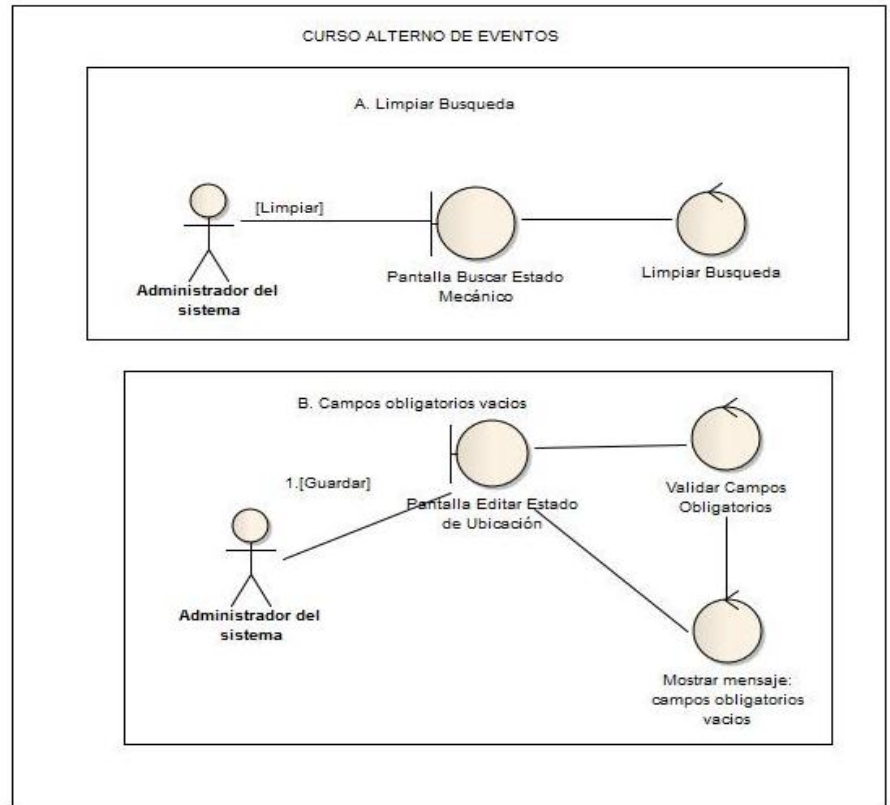 CURSO ALTERNO DE EVENTOS
A. Limpiar Busqueda
[Limpiar]
Administrador del
sistema
Pantalla Buscar Estado
Mecánico
Limpiar Busqueda
B. Campos obligatorios vacios
1.[Guardar]
Administrador del
sistema
Pantalla Editar Estado
de Ubicación
Validar Campos
Obligatorios
Mostrar mensaje:
campos obligatorios
vacios